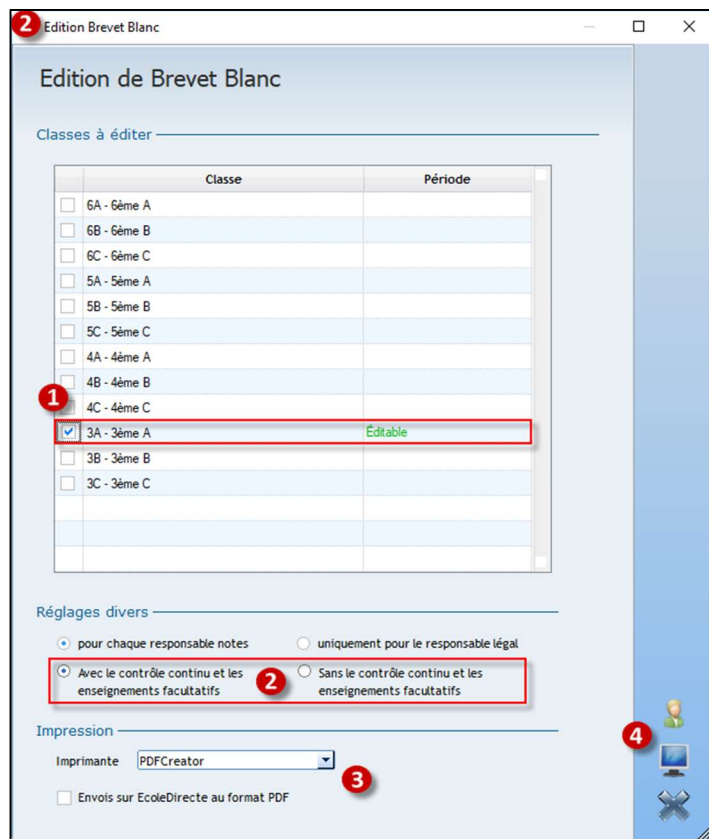 2 Edition Brevet Blanc
Edition de Brevet Blanc
Classes à éditer
Classe Période
6A - 6ème A
6B - 6ème B
6C - 6ème C
5A - 5ème A
5B - 5ème B
5C - 5ème C
4A - 4ème A
4B - 4ème B
1
4C - 4ème C
3A - 3ème A Éditable
3B - 3ème B
3C - 3ème C
Réglages divers
pour chaque responsable notes uniquement pour le responsable légal
Avec le contrôle continu et les 2 Sans le contrôle continu et les
enseignements facultatifs enseignements facultatifs
Impression 4
Imprimante PDFCreator
3
Envois sur EcoleDirecte au format PDF